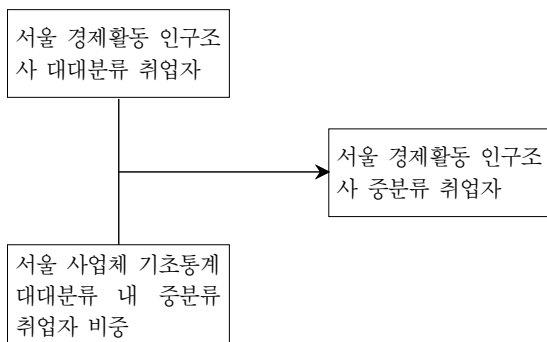 서울 경제활동 인구조
사 대대분류 취업자
서울 경제활동 인구조
사 중분류 취업자
서울 사업체 기초통계
대대분류 내 중분류
취업자 비중